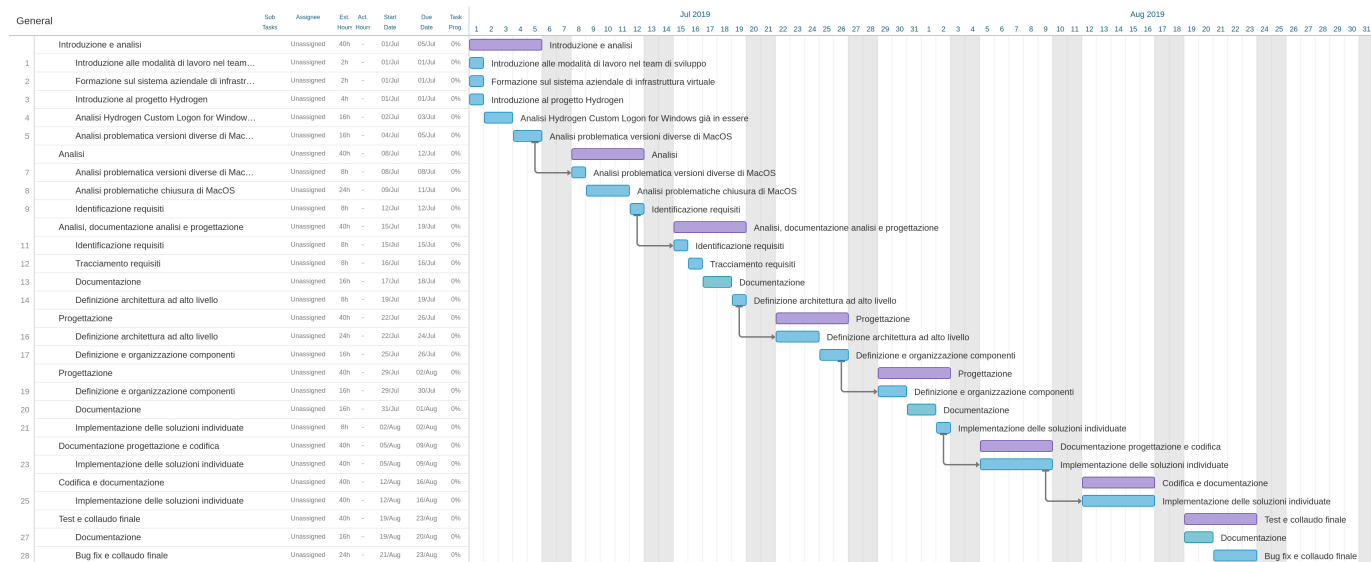 General
Sub Tasks Assignee Est. Hours Act. Hours Start Date Due Date Task Prog.
Jul 2019 Aug 2019
1 2 3 4 5 6 7 8 9 10 11 12 13 14 15 16 17 18 19 20 21 22 23 24 25 26 27 28 29 30 31 1 2 3 4 5 6 7 8 9 10 11 12 13 14 15 16 17 18 19 20 21 22 23 24 25 26 27 28 29 30 31
Introduzione e analisi Unassigned 40h - 01/Jul 05/Jul 0% Introduzione e analisi
1 Introduzione alle modalità di lavoro nel team… Unassigned 2h - 01/Jul 01/Jul 0% Introduzione alle modalità di lavoro nel team di sviluppo
2 Formazione sul sistema aziendale di infrastr… Unassigned 2h - 01/Jul 01/Jul 0% Formazione sul sistema aziendale di infrastruttura virtuale
3 Introduzione al progetto Hydrogen Unassigned 4h - 01/Jul 01/Jul 0% Introduzione al progetto Hydrogen
4 Analisi Hydrogen Custom Logon for Window… Unassigned 16h - 02/Jul 03/Jul 0% Analisi Hydrogen Custom Logon for Windows già in essere
5 Analisi problematica versioni diverse di Mac… Unassigned 16h - 04/Jul 05/Jul 0% Analisi problematica versioni diverse di MacOS
Analisi Unassigned 40h - 08/Jul 12/Jul 0% Analisi
7 Analisi problematica versioni diverse di Mac… Unassigned 8h - 08/Jul 08/Jul 0% Analisi problematica versioni diverse di MacOS
8 Analisi problematiche chiusura di MacOS Unassigned 24h - 09/Jul 11/Jul 0% Analisi problematiche chiusura di MacOS
9 Identificazione requisiti Unassigned 8h - 12/Jul 12/Jul 0% Identificazione requisiti
Analisi, documentazione analisi e progettazione Unassigned 40h - 15/Jul 19/Jul 0% Analisi, documentazione analisi e progettazione
11 Identificazione requisiti Unassigned 8h - 15/Jul 15/Jul 0% Identificazione requisiti
12 Tracciamento requisiti Unassigned 8h - 16/Jul 16/Jul 0% Tracciamento requisiti
13 Documentazione Unassigned 16h - 17/Jul 18/Jul 0% Documentazione
14 Definizione architettura ad alto livello Unassigned 8h - 19/Jul 19/Jul 0% Definizione architettura ad alto livello
Progettazione Unassigned 40h - 22/Jul 26/Jul 0% Progettazione
16 Definizione architettura ad alto livello Unassigned 24h - 22/Jul 24/Jul 0% Definizione architettura ad alto livello
17 Definizione e organizzazione componenti Unassigned 16h - 25/Jul 26/Jul 0% Definizione e organizzazione componenti
Progettazione Unassigned 40h - 29/Jul 02/Aug 0% Progettazione
19 Definizione e organizzazione componenti Unassigned 16h - 29/Jul 30/Jul 0% Definizione e organizzazione componenti
20 Documentazione Unassigned 16h - 31/Jul 01/Aug 0% Documentazione
21 Implementazione delle soluzioni individuate Unassigned 8h - 02/Aug 02/Aug 0% Implementazione delle soluzioni individuate
Documentazione progettazione e codifica Unassigned 40h - 05/Aug 09/Aug 0% Documentazione progettazione e codifica
23 Implementazione delle soluzioni individuate Unassigned 40h - 05/Aug 09/Aug 0% Implementazione delle soluzioni individuate
Codifica e documentazione Unassigned 40h - 12/Aug 16/Aug 0% Codifica e documentazione
25 Implementazione delle soluzioni individuate Unassigned 40h - 12/Aug 16/Aug 0% Implementazione delle soluzioni individuate
Test e collaudo finale Unassigned 40h - 19/Aug 23/Aug 0% Test e collaudo finale
27 Documentazione Unassigned 16h - 19/Aug 20/Aug 0% Documentazione
28 Bug fix e collaudo finale Unassigned 24h - 21/Aug 23/Aug 0% Bug fix e collaudo finale